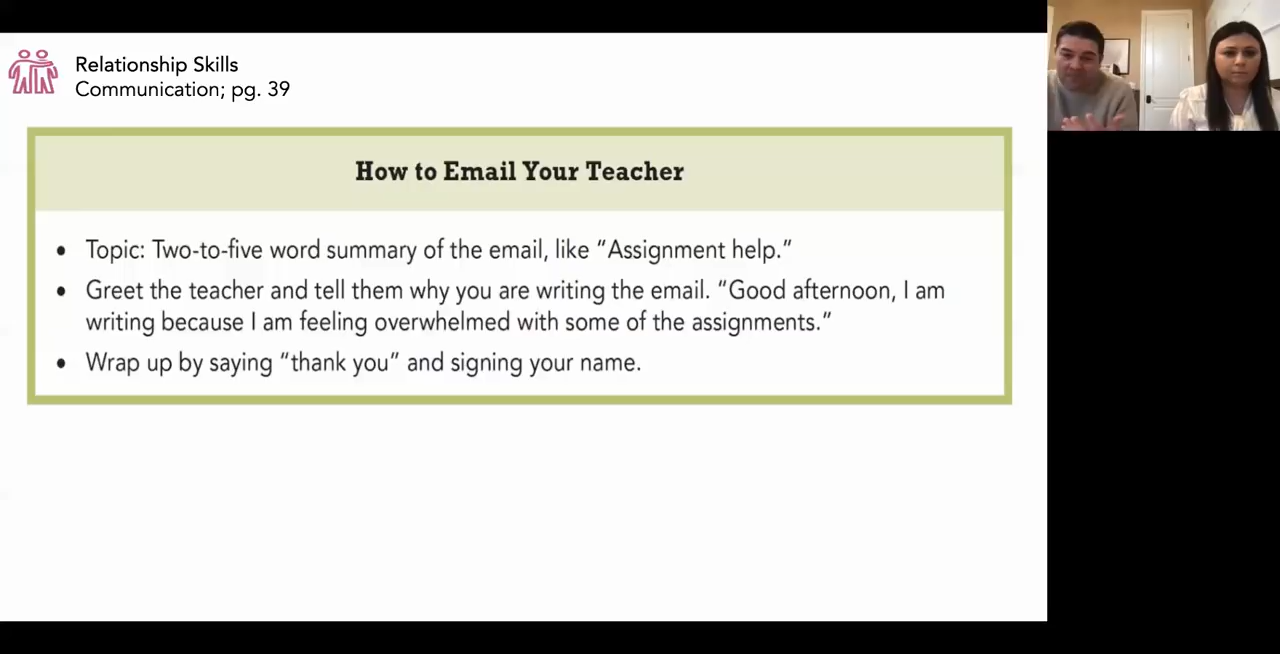 Relationship Skills
Communication; pg. 39
How to Email Your Teacher
• Topic: Two-to-five word summary of the email, like “Assignment help.”
• Greet the teacher and tell them why you are writing the email. “Good afternoon, I am
writing because I am feeling overwhelmed with some of the assignments.”
• Wrap up by saying “thank you” and signing your name.